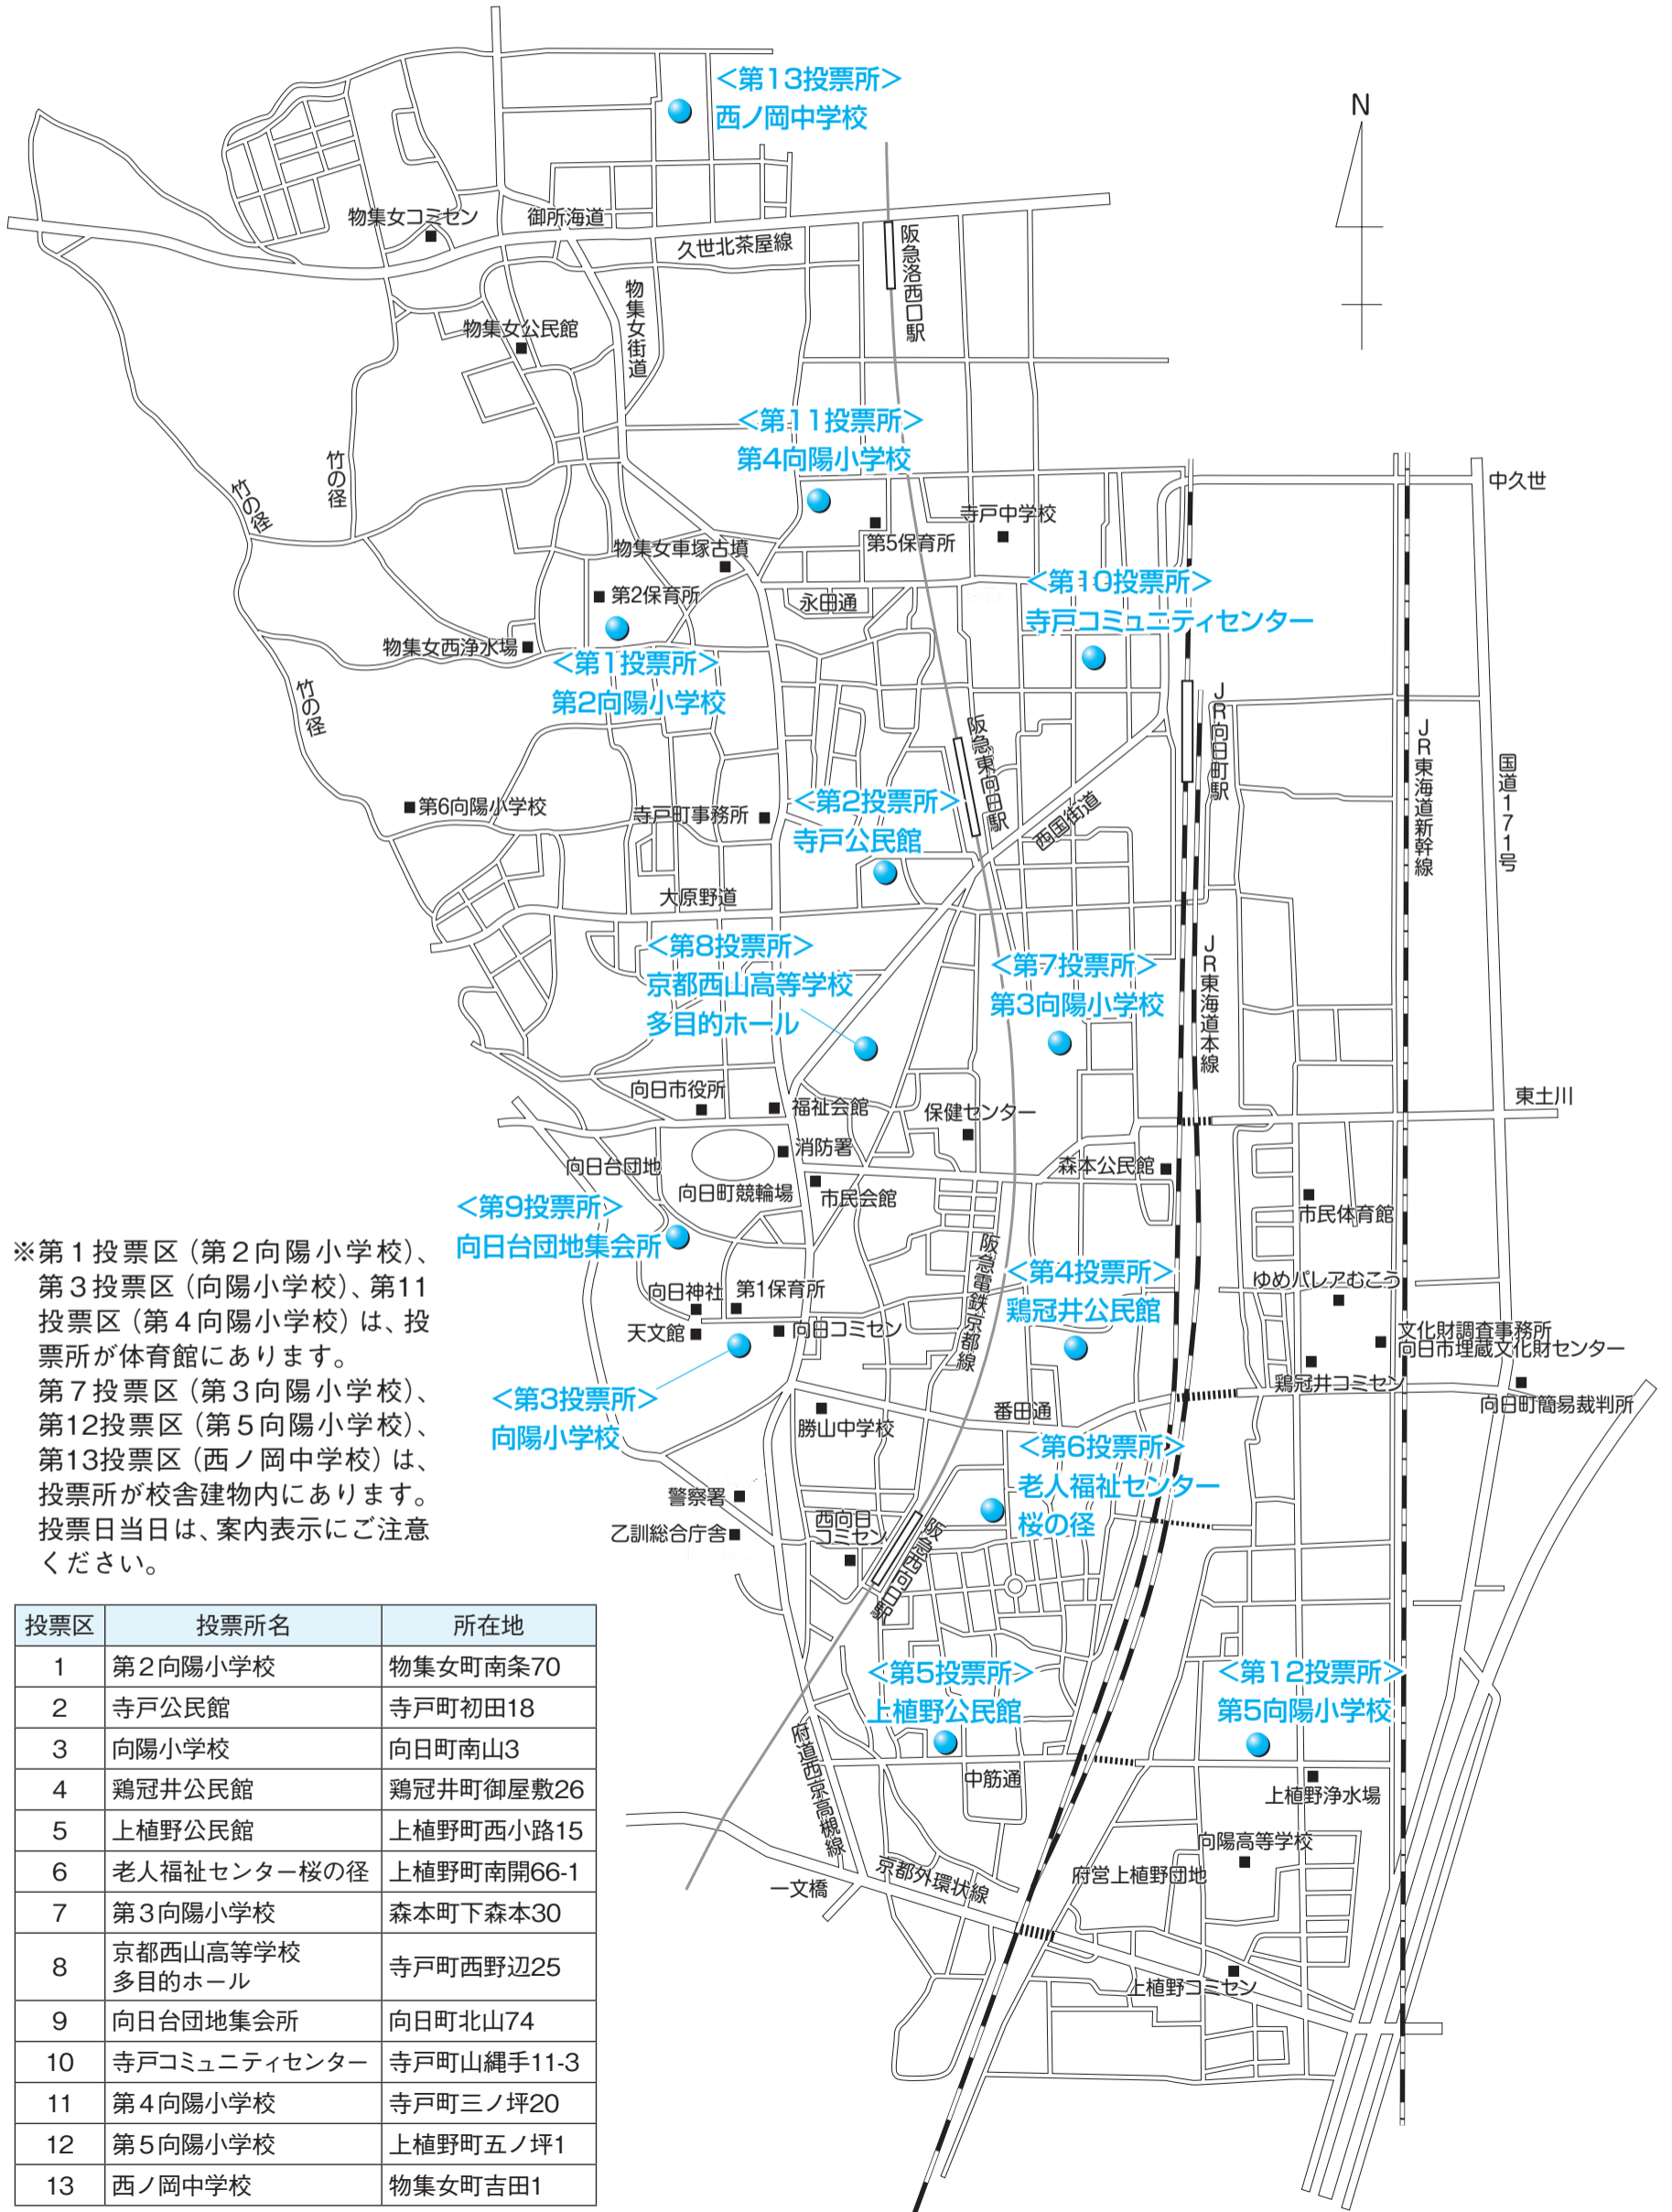 <第13投票所>
西ノ岡中学校
N
物集女コミセン
御所海道
久世北茶屋線
阪急洛西口駅
物集女街道
物集女公民館
<第11投票所>
第4向陽小学校
竹の径
竹の径
中久世
寺戸中学校
第5保育所
物集女車塚古墳
<第10投票所>
寺戸コミュニティセンター
第2保育所
永田通
物集女西浄水場
<第1投票所>
第2向陽小学校
竹の径
JR向日町駅
阪急東向日駅
JR東海道新幹線
国道171号
第6向陽小学校
寺戸町事務所
<第2投票所>
寺戸公民館
西国街道
大原野道
<第8投票所>
京都西山高等学校
多目的ホール
<第7投票所>
第3向陽小学校
JR東海道本線
向日市役所
福祉会館
保健センター
東土川
消防署
向日台団地
森本公民館
向日町競輪場
市民会館
市民体育館
<第9投票所>
向日台団地集会所
阪急電鉄京都線
<第4投票所>
鶏冠井公民館
ゆめパレアむこう
向日神社
第1保育所
天文館
向日コミセン
文化財調査事務所
向日市埋蔵文化財センター
鶏冠井コミセン
向日町簡易裁判所
<第3投票所>
向陽小学校
勝山中学校
番田通
<第6投票所>
老人福祉センター
桜の径
警察署
乙訓総合庁舎
西向日
コミセン
阪急西向日駅
<第5投票所>
上植野公民館
<第12投票所>
第5向陽小学校
府道西京高槻線
中筋通
上植野浄水場
向陽高等学校
府営上植野団地
京都外環状線
一文橋
上植野コミセン
※第1投票区(第2向陽小学校)、
第3投票区(向陽小学校)、第11
投票区(第4向陽小学校)は、投
票所が体育館にあります。
第7投票区(第3向陽小学校)、
第12投票区(第5向陽小学校)、
第13投票区(西ノ岡中学校)は、
投票所が校舎建物内にあります。
投票日当日は、案内表示にご注意
ください。
投票区 投票所名 所在地
1 第2向陽小学校 物集女町南条70
2 寺戸公民館 寺戸町初田18
3 向陽小学校 向日町南山3
4 鶏冠井公民館 鶏冠井町御屋敷26
5 上植野公民館 上植野町西小路15
6 老人福祉センター桜の径 上植野町南開66-1
7 第3向陽小学校 森本町下森本30
8 京都西山高等学校 寺戸町西野辺25
多目的ホール
9 向日台団地集会所 向日町北山74
10 寺戸コミュニティセンター 寺戸町山縄手11-3
11 第4向陽小学校 寺戸町三ノ坪20
12 第5向陽小学校 上植野町五ノ坪1
13 西ノ岡中学校 物集女町吉田1